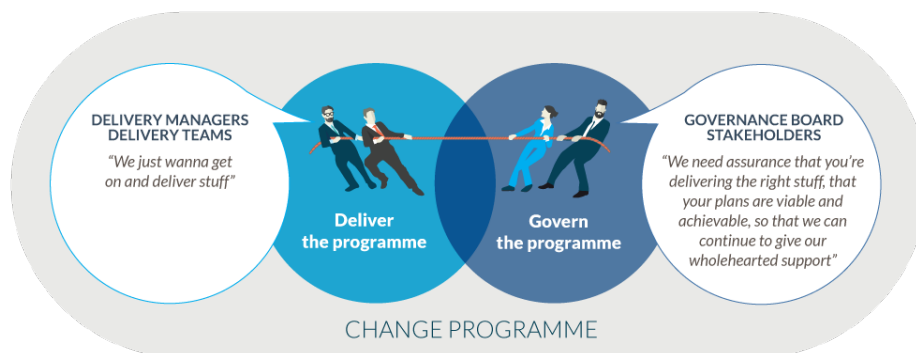 DELIVERY MANAGERS
DELIVERY TEAMS
“We just wanna get
on and deliver stuff”
Deliver
the programme
Govern
the programme
GOVERNANCE BOARD
STAKEHOLDERS
“We need assurance that you’re
delivering the right stuff, that
your plans are viable and
achievable, so that we can
continue to give our
wholehearted support”
CHANGE PROGRAMME